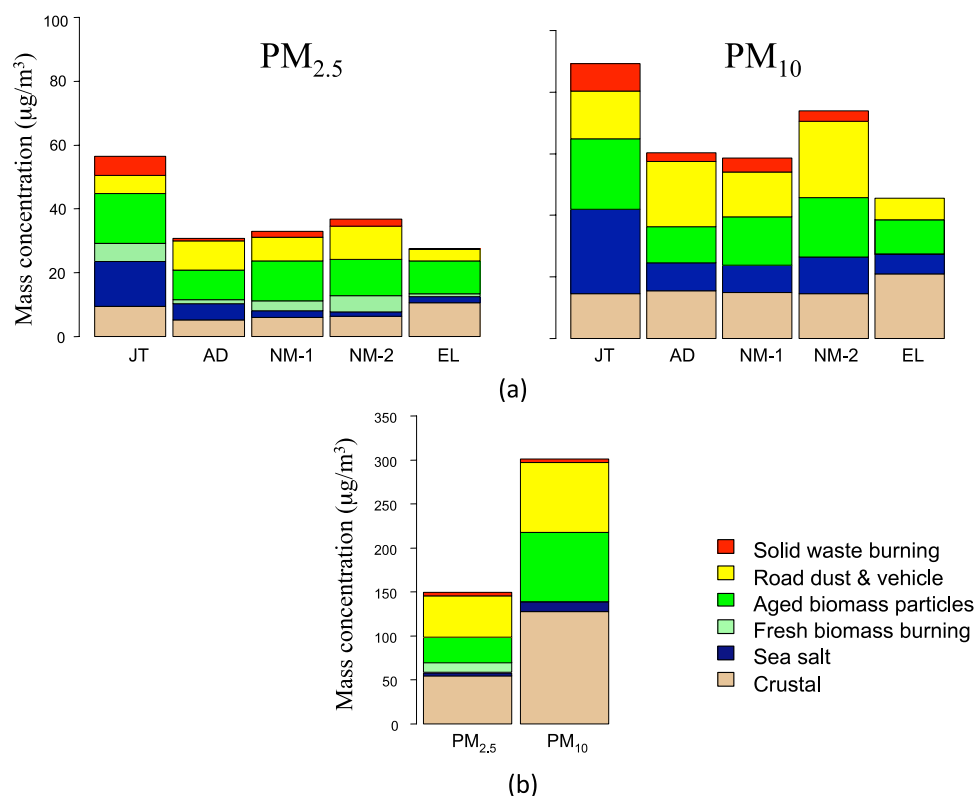 PM2.5
PM10
Mass concentration (µg/m³)
100
80
60
40
20
0
JT AD NM-1 NM-2 EL
JT AD NM-1 NM-2 EL
(a)
Mass concentration (µg/m³)
350
300
250
200
150
100
50
0
PM2.5 PM10
Solid waste burning
Road dust & vehicle
Aged biomass particles
Fresh biomass burning
Sea salt
Crustal
(b)